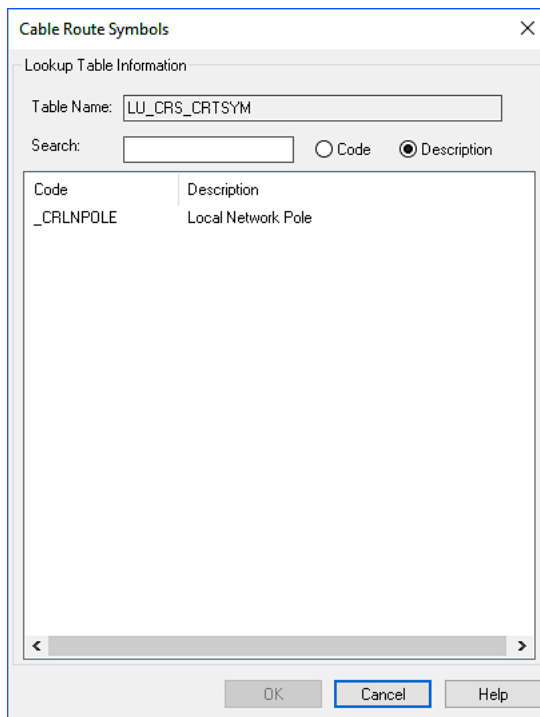 Cable Route Symbols
Lookup Table Information
Table Name: LU_CRS_CRTSYM
Search: Code Description
Code Description
_CRLNPOLE Local Network Pole
OK Cancel Help